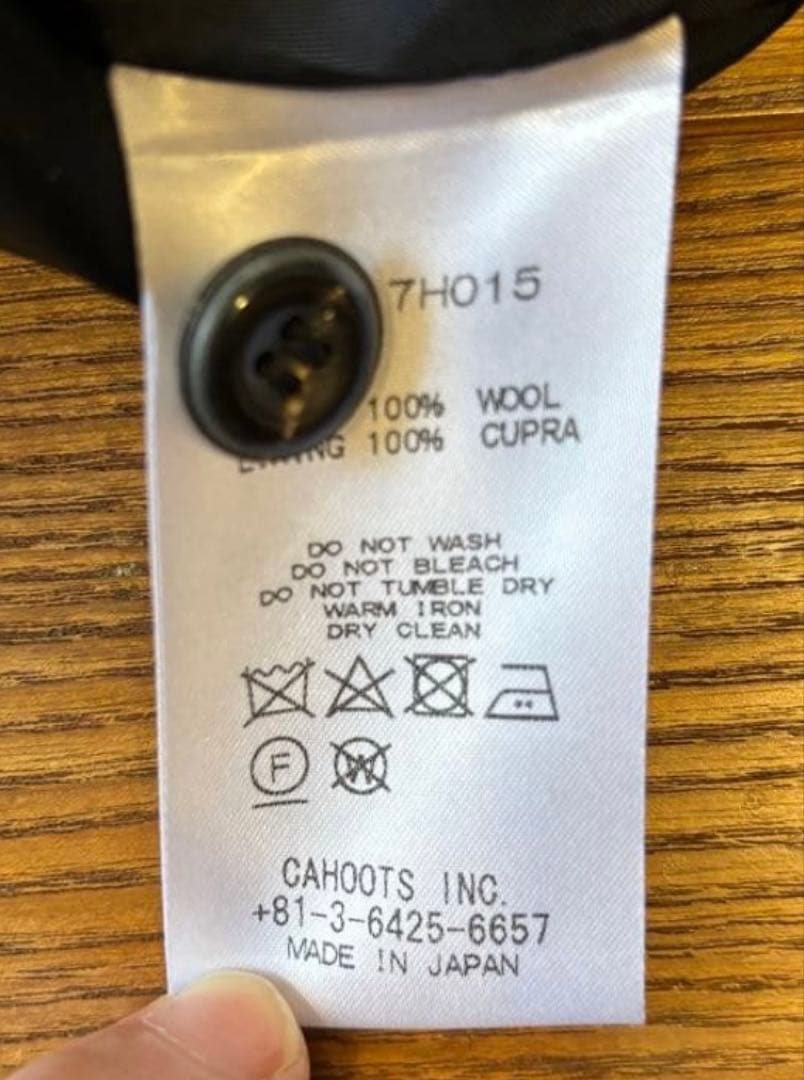 7H015
100% WOOL
100% CUPRA
DO NOT WASH
DO NOT BLEACH
DO NOT TUMBLE DRY
WARM IRON
DRY CLEAN
F W
CAHOOTS INC.
+81-3-6425-6657
MADE IN JAPAN